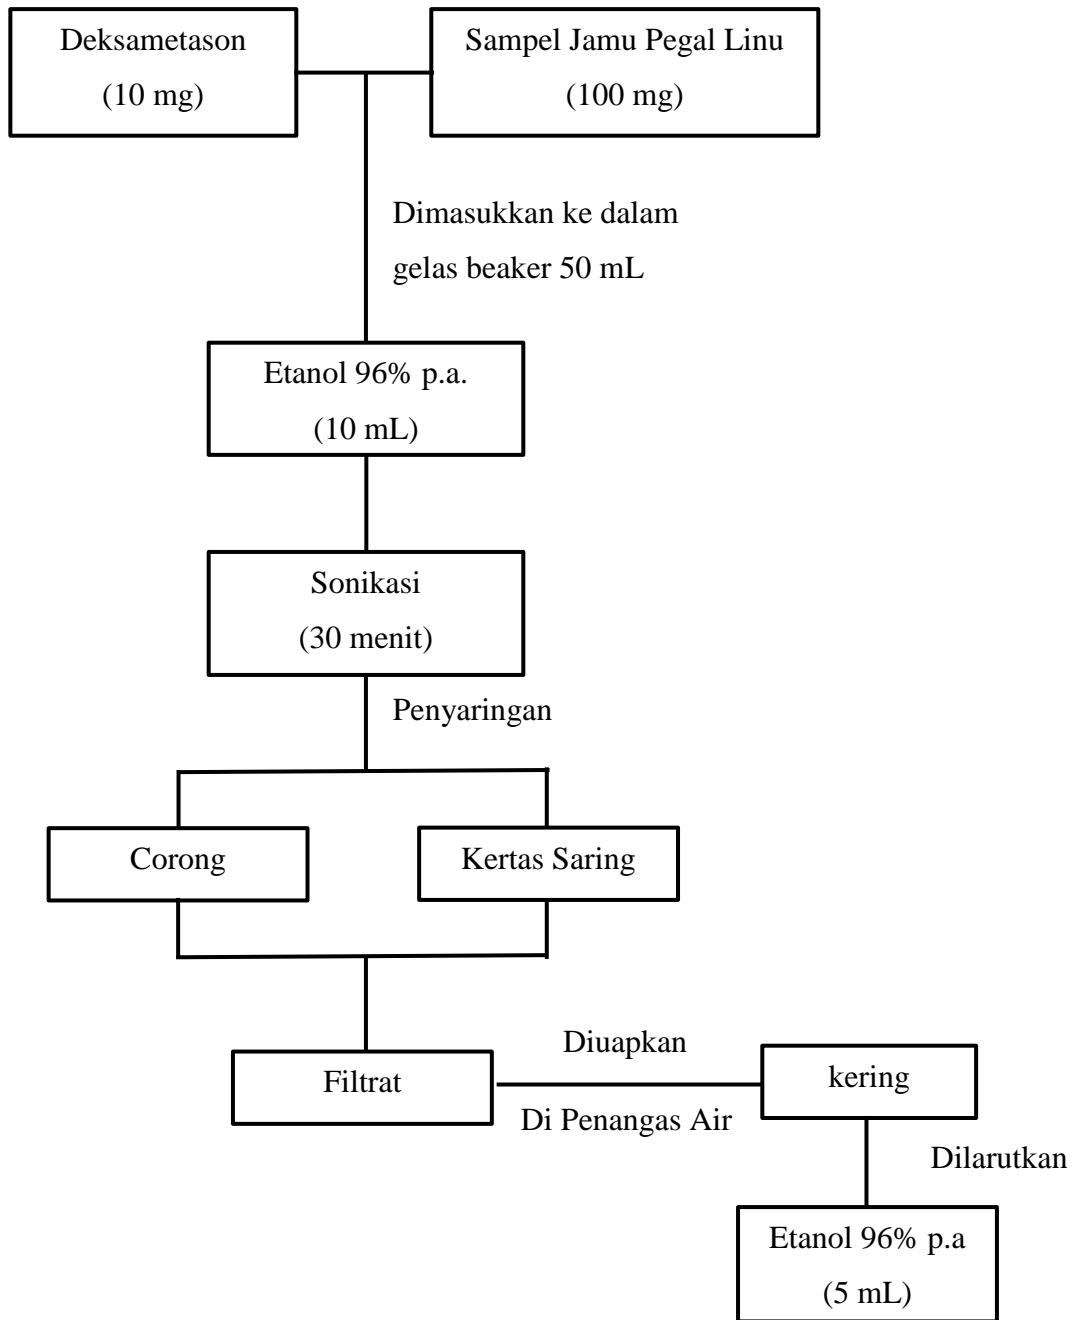 Deksametason
(10 mg)
Sampel Jamu Pegal Linu
(100 mg)
Dimasukkan ke dalam
gelas beaker 50 mL
Etanol 96% p.a.
(10 mL)
Sonikasi
(30 menit)
Penyaringan
Corong
Kertas Saring
Filtrat
Diuapkan
Di Penangas Air
kering
Dilarutkan
Etanol 96% p.a
(5 mL)